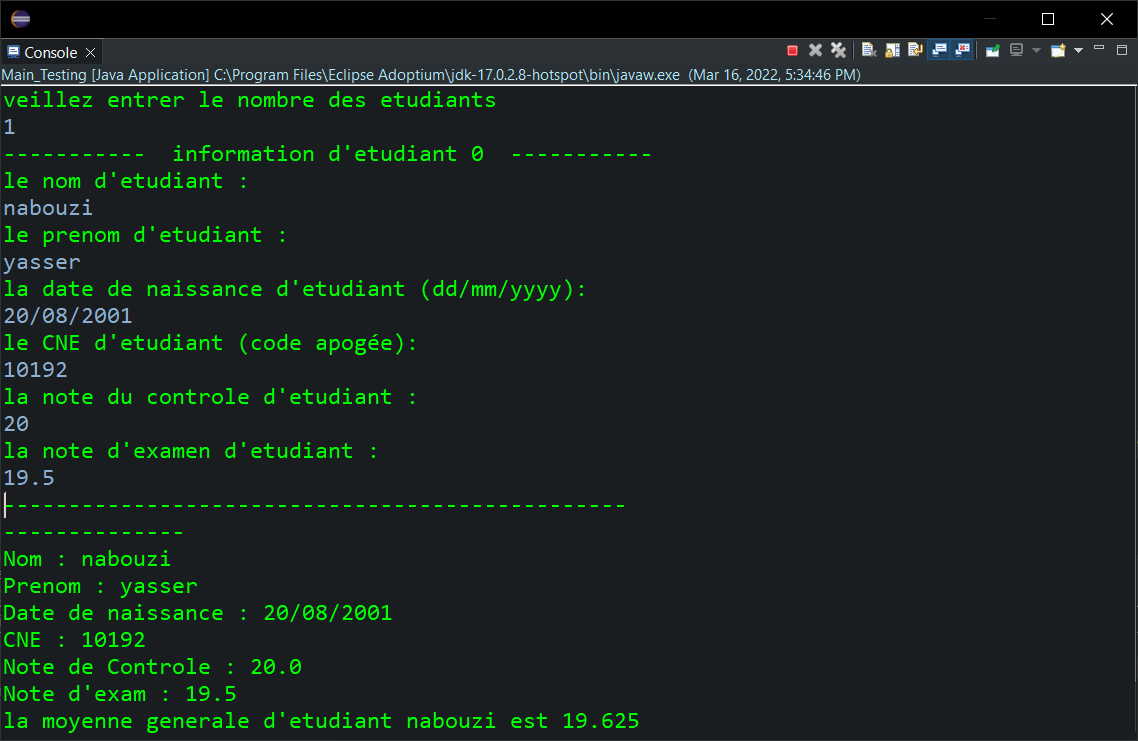 Console
Main_Testing [Java Application] C:\Program Files\Eclipse Adoptium\jdk-17.0.2.8-hotspot\bin\javaw.exe (Mar 16, 2022, 5:34:46 PM)
veillez entrer le nombre des etudiants
1
-----------  information d'etudiant 0  -----------
le nom d'etudiant :
nabouzi
le prenom d'etudiant :
yasser
la date de naissance d'etudiant (dd/mm/yyyy):
20/08/2001
le CNE d'etudiant (code apogée):
10192
la note du controle d'etudiant :
20
la note d'examen d'etudiant :
19.5
------------------------------------------------
--------------
Nom : nabouzi
Prenom : yasser
Date de naissance : 20/08/2001
CNE : 10192
Note de Controle : 20.0
Note d'exam : 19.5
la moyenne generale d'etudiant nabouzi est 19.625